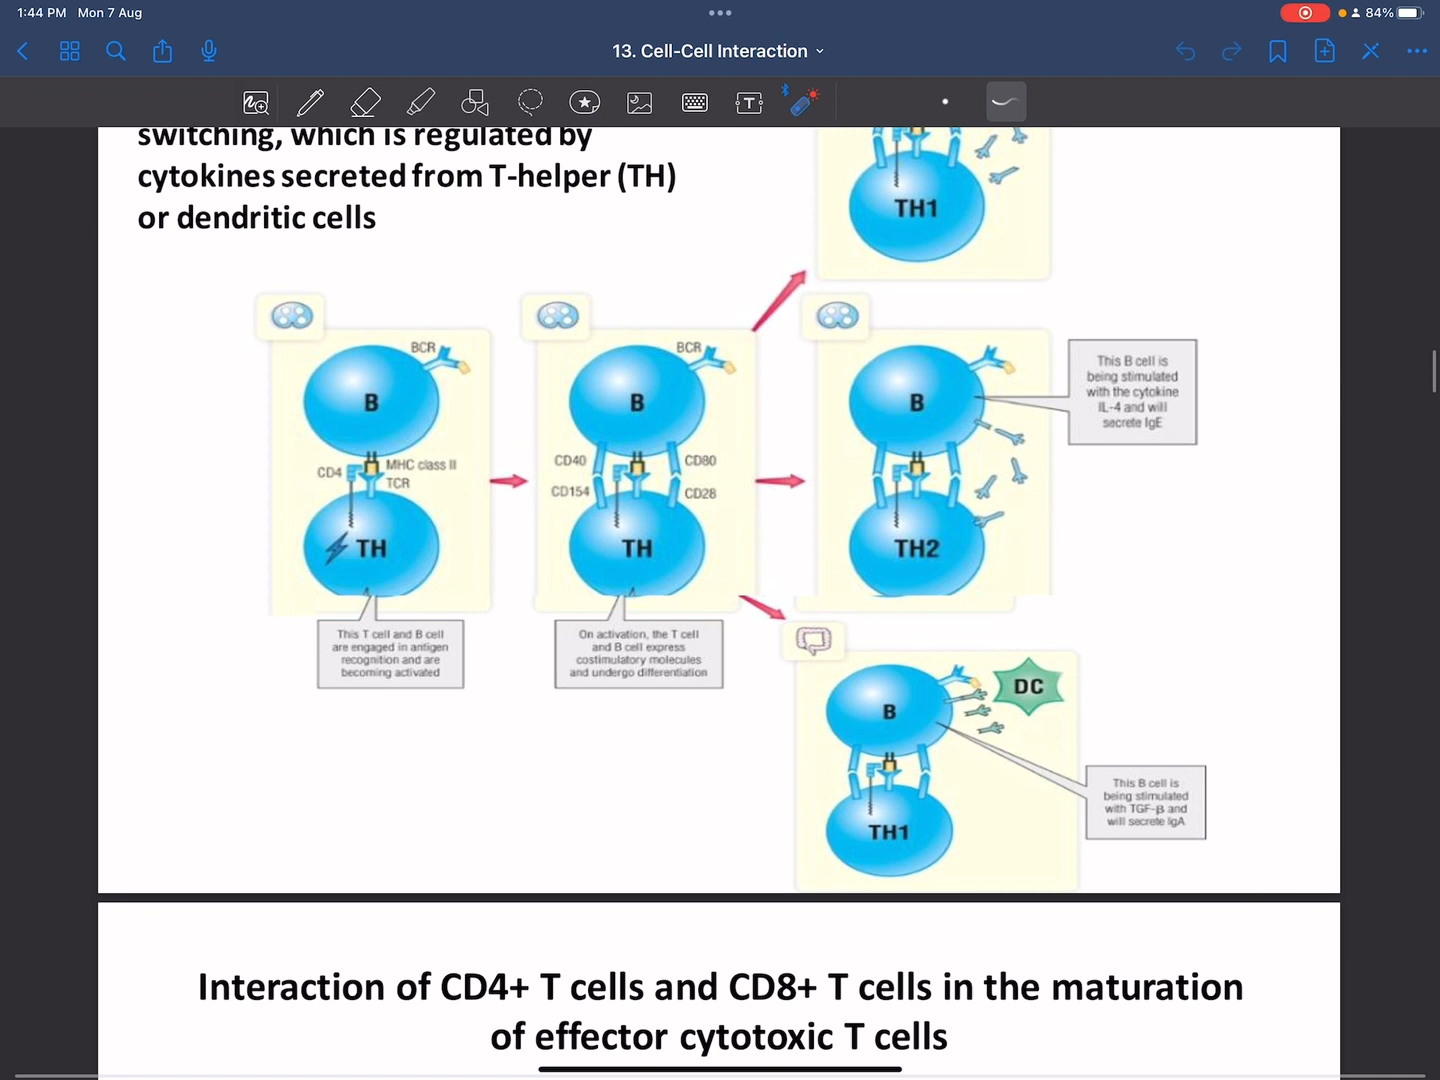 1:44 PM Mon 7 Aug
84%
13. Cell-Cell Interaction
switching, which is regulated by
cytokines secreted from T-helper (TH)
or dendritic cells
TH1
BCR
B
CD4
MHC class II
TCR
TH
This T cell and B cell
are engaged in antigen
recognition and are
becoming activated
BCR
B
CD40
CD80
CD154
CD28
TH
On activation, the T cell
and B cell express
costimulatory molecules
and undergo differentiation
B
TH2
This B cell is
being stimulated
with the cytokine
IL-4 and will
secrete IgE
B
DC
TH1
This B cell is
being stimulated
with TGF-β and
will secrete IgA
Interaction of CD4+ T cells and CD8+ T cells in the maturation
of effector cytotoxic T cells